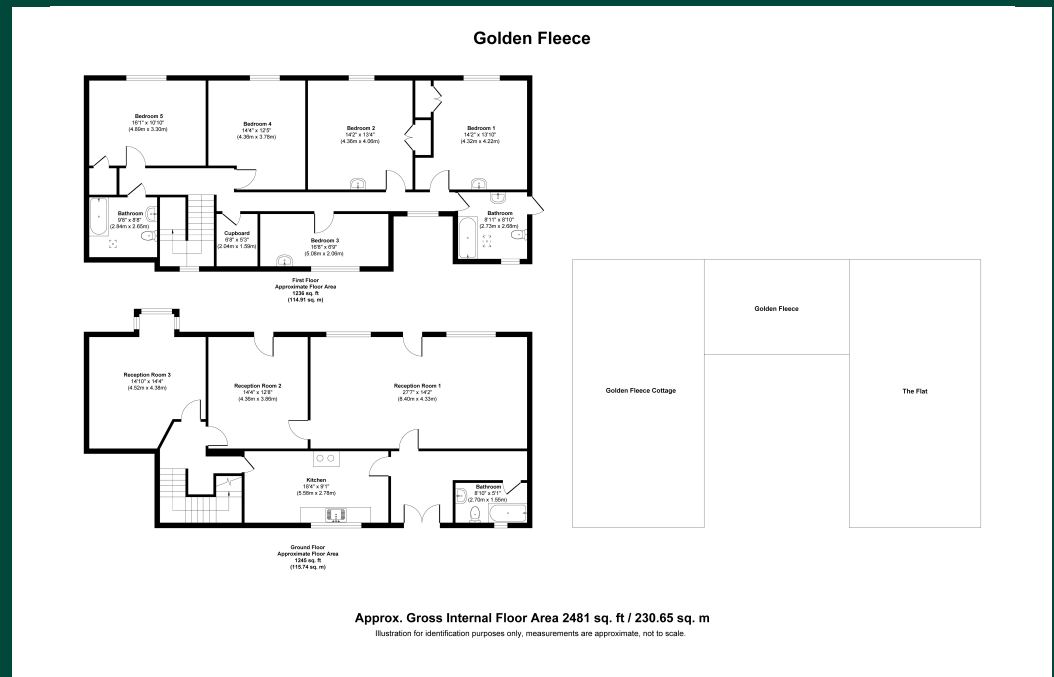 Golden Fleece
Bedroom 5
16'1" x 10'10"
(4.89m x 3.30m)
Bedroom 4
14'4" x 12'5"
(4.36m x 3.78m)
Bedroom 2
14'2" x 13'4"
(4.36m x 4.06m)
Bedroom 1
14'2" x 13'10"
(4.32m x 4.22m)
Bathroom
9'8" x 8'8"
(2.84m x 2.65m)
Cupboard
6'8" x 5'3"
(2.04m x 1.59m)
Bedroom 3
16'8" x 6'9"
(5.08m x 2.06m)
Bathroom
8'11" x 8'10"
(2.73m x 2.68m)
First Floor
Approximate Floor Area
1236 sq. ft
(114.91 sq. m)
Reception Room 3
14'10" x 14'4"
(4.52m x 4.38m)
Reception Room 2
14'4" x 12'8"
(4.36m x 3.86m)
Reception Room 1
27'7" x 14'2"
(8.40m x 4.33m)
Kitchen
18'4" x 9'1"
(5.58m x 2.78m)
Bathroom
8'10" x 5'1"
(2.70m x 1.55m)
Ground Floor
Approximate Floor Area
1245 sq. ft
(115.74 sq. m)
Golden Fleece
Golden Fleece Cottage
The Flat
Approx. Gross Internal Floor Area 2481 sq. ft / 230.65 sq. m
Illustration for identification purposes only, measurements are approximate, not to scale.